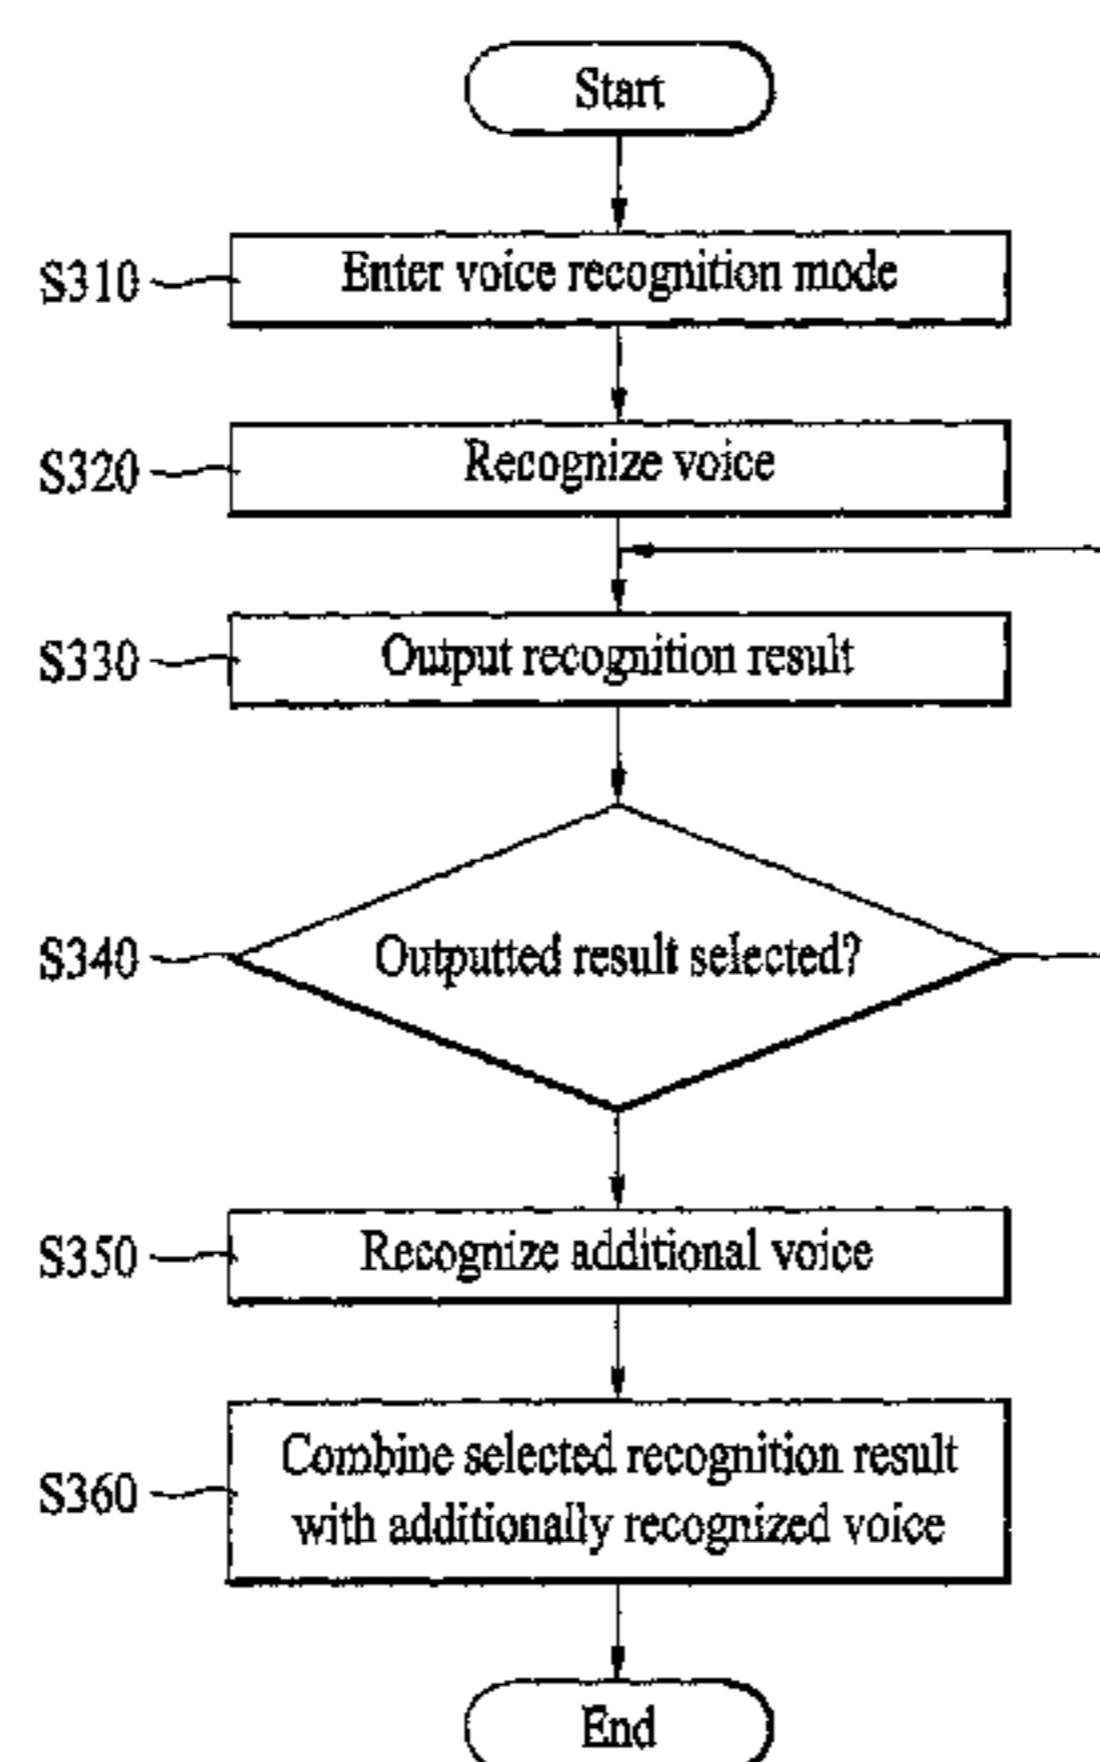 Start
S310
Enter voice recognition mode
S320
Recognize voice
S330
Output recognition result
S340
Outputted result selected?
S350
Recognize additional voice
S360
Combine selected recognition result
with additionally recognized voice
End